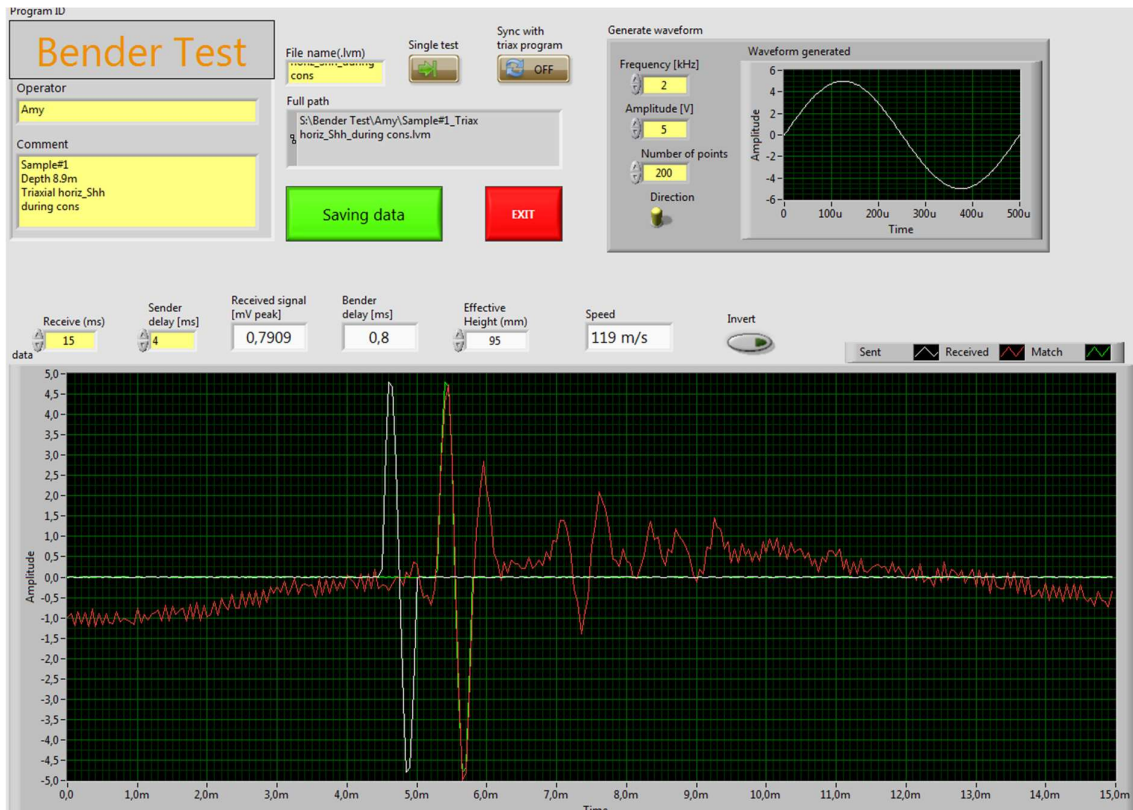 Program ID
Bender Test
Operator
Amy
Comment
Sample#1
Depth 8.9m
Triaxial horiz_Shh
during cons
File name(.lvm)
horiz_Shh_during
cons
Single test
Sync with
triax program
OFF
Full path
S:\Bender Test\Amy\Sample#1_Triax
horiz_Shh_during cons.lvm
Saving data
EXIT
Generate waveform
Frequency [kHz]
2
Amplitude [V]
5
Number of points
200
Direction
Waveform generated
Amplitude
6
4
2
0
-2
-4
-6
0 100u 200u 300u 400u 500u
Time
Receive (ms)
15
Sender
delay [ms]
4
Received signal
[mV peak]
0,7909
Bender
delay [ms]
0,8
Effective
Height (mm)
95
Speed
119 m/s
Invert
data
Sent Received Match
Amplitude
5,0
4,5
4,0
3,5
3,0
2,5
2,0
1,5
1,0
0,5
0,0
-0,5
-1,0
-1,5
-2,0
-2,5
-3,0
-3,5
-4,0
-4,5
-5,0
0,0 1,0m 2,0m 3,0m 4,0m 5,0m 6,0m 7,0m 8,0m 9,0m 10,0m 11,0m 12,0m 13,0m 14,0m 15,0m
Time